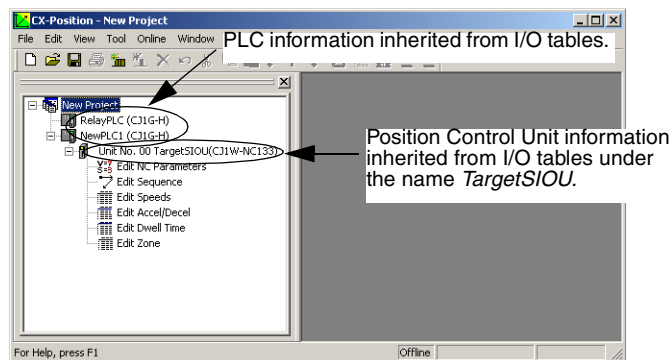 CX-Position - New Project
File Edit View Tool Online Window
PLC information inherited from I/O tables.
New Project
RelayPLC (CJ1G-H)
NewPLC1 (CJ1G-H)
Unit No. 00 TargetSIOU(CJ1W-NC133)
Edit NC Parameters
Edit Sequence
Edit Speeds
Edit Accel/Decel
Edit Dwell Time
Edit Zone
Position Control Unit information
inherited from I/O tables under
the name TargetSIOU.
For Help, press F1
Offline